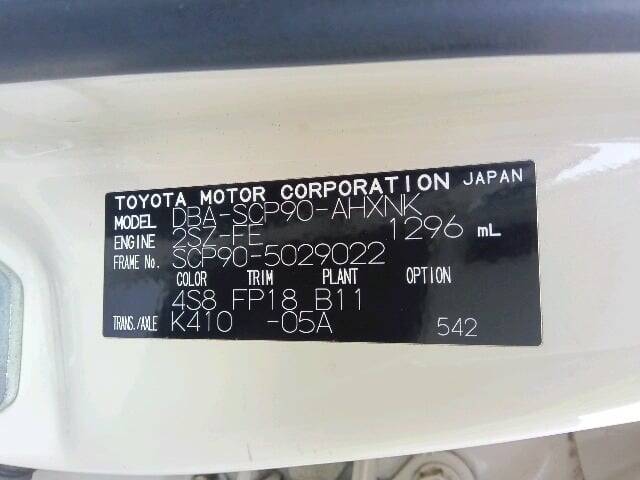 TOYOTA MOTOR CORPORATION JAPAN
MODEL DBA-SCP90-AHXNK
ENGINE 2SZ-FE 1296 mL
FRAME No. SCP90-5029022
COLOR TRIM PLANT OPTION
4S8 FP18 B11
TRANS./AXLE K410 -05A 542